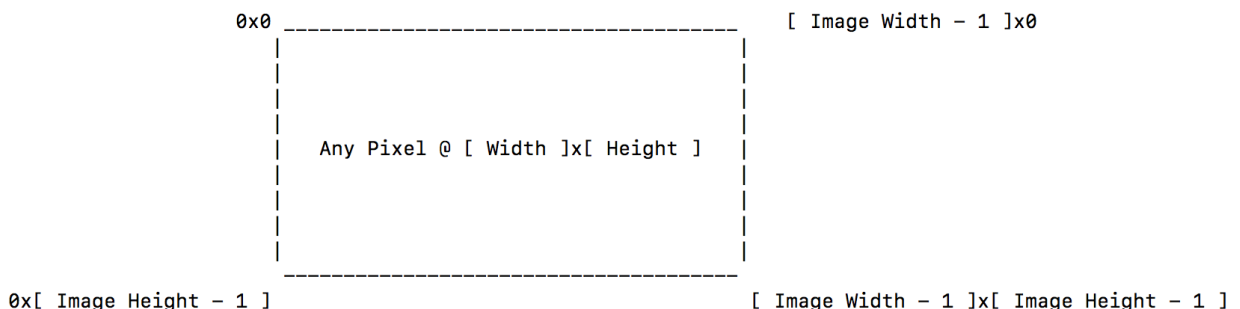 0x0 [ Image Width – 1 ]x0
Any Pixel @ [ Width ]x[ Height ]
0x[ Image Height – 1 ] [ Image Width – 1 ]x[ Image Height – 1 ]